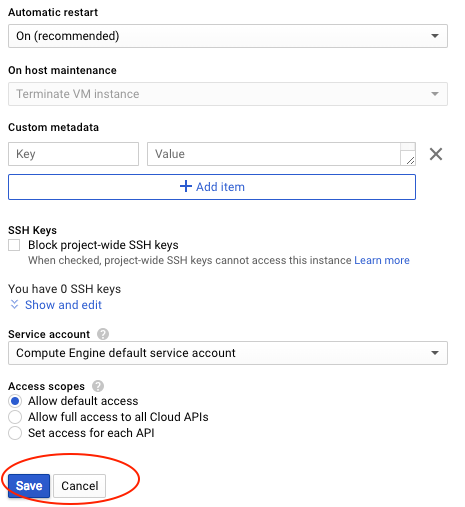 Automatic restart
On (recommended)
On host maintenance
Terminate VM instance
Custom metadata
Key Value
Add item
SSH Keys
Block project-wide SSH keys
When checked, project-wide SSH keys cannot access this instance Learn more
You have 0 SSH keys
Show and edit
Service account
Compute Engine default service account
Access scopes
Allow default access
Allow full access to all Cloud APIs
Set access for each API
Save Cancel